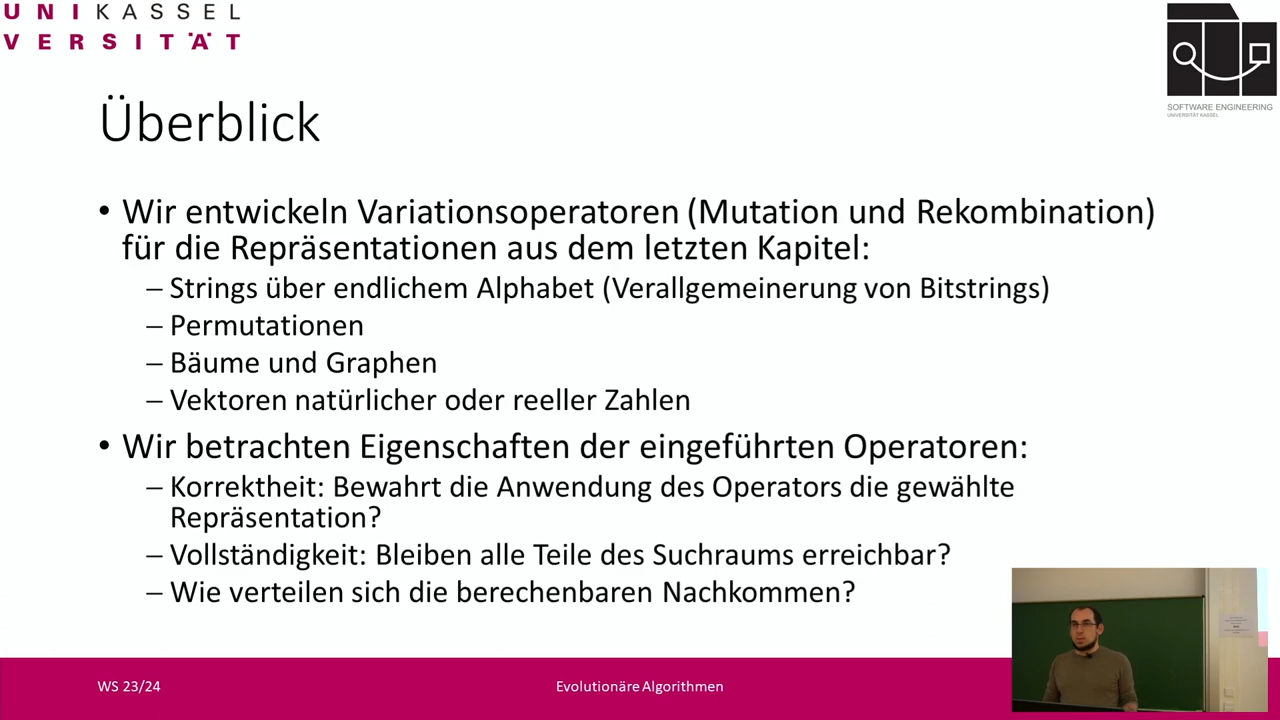 UNIKASSEL
VERSITÄT
SOFTWARE ENGINEERING
UNIVERSITÄT KASSEL
Überblick
• Wir entwickeln Variationsoperatoren (Mutation und Rekombination)
für die Repräsentationen aus dem letzten Kapitel:
– Strings über endlichem Alphabet (Verallgemeinerung von Bitstrings)
– Permutationen
– Bäume und Graphen
– Vektoren natürlicher oder reeller Zahlen
• Wir betrachten Eigenschaften der eingeführten Operatoren:
– Korrektheit: Bewahrt die Anwendung des Operators die gewählte
Repräsentation?
– Vollständigkeit: Bleiben alle Teile des Suchraums erreichbar?
– Wie verteilen sich die berechenbaren Nachkommen?
WS 23/24
Evolutionäre Algorithmen